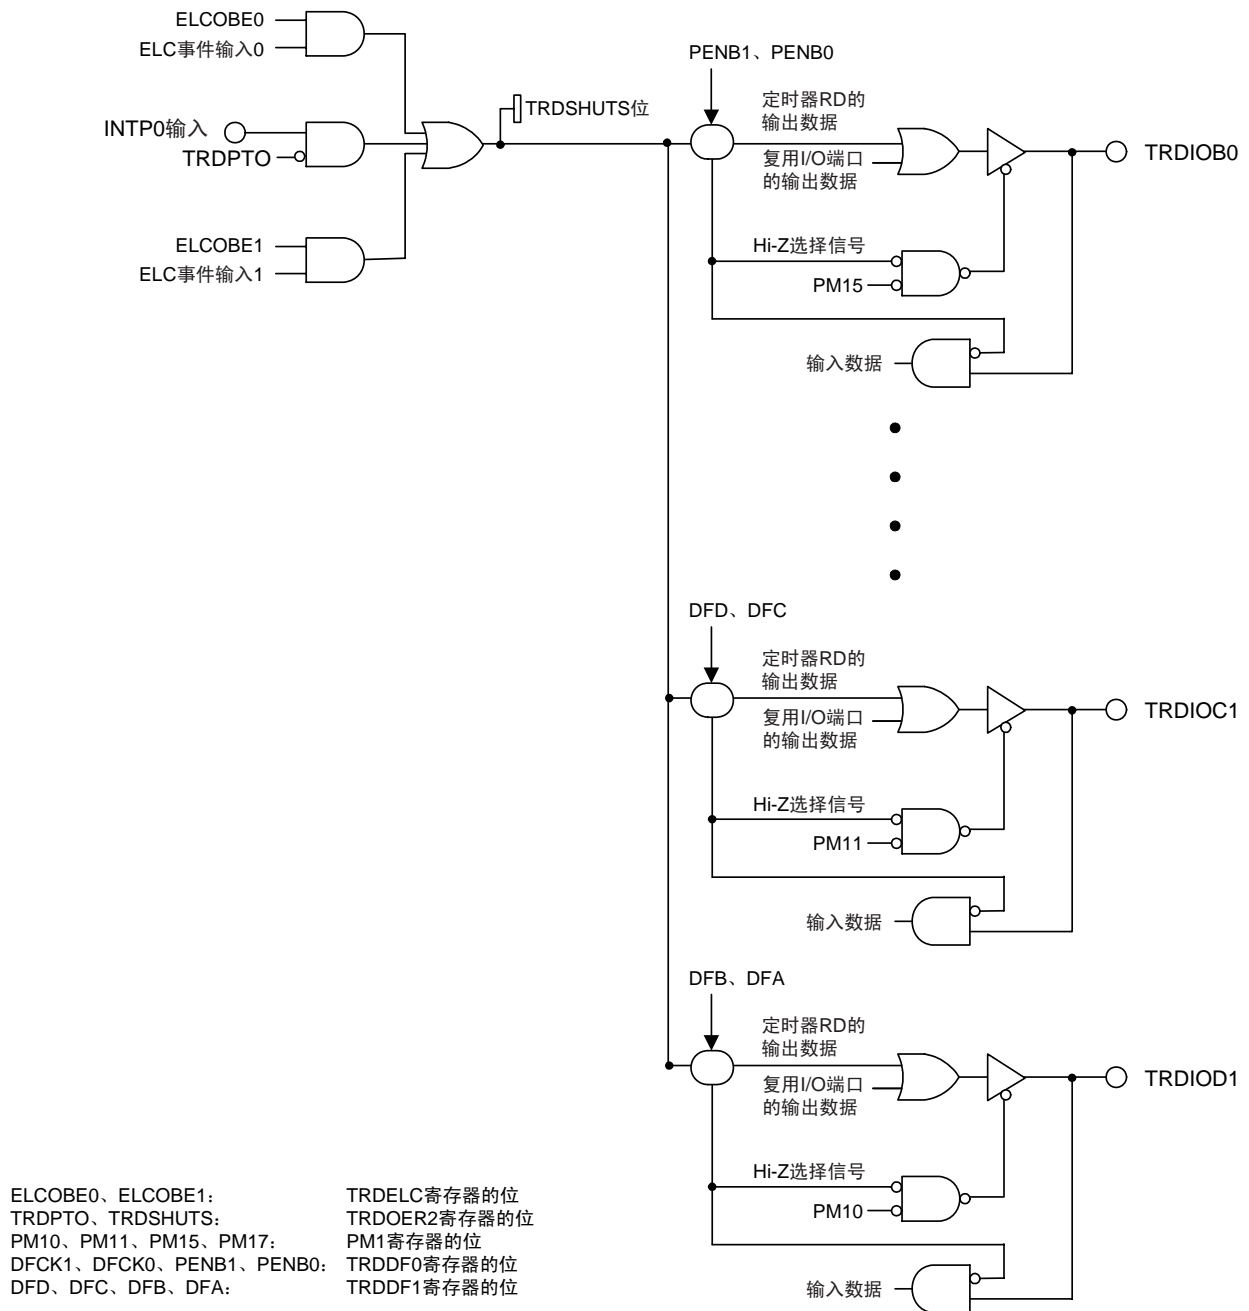 ELCOBE0
ELC事件输入0
INTP0输入
TRDPTO
ELCOBE1
ELC事件输入1
TRDSHUTS位
PENB1、PENB0
定时器RD的
输出数据
复用I/O端口
的输出数据
TRDIOB0
Hi-Z选择信号
PM15
输入数据
DFD、DFC
定时器RD的
输出数据
复用I/O端口
的输出数据
TRDIOC1
Hi-Z选择信号
PM11
输入数据
DFB、DFA
定时器RD的
输出数据
复用I/O端口
的输出数据
TRDIOD1
Hi-Z选择信号
PM10
输入数据
ELCOBE0、ELCOBE1： TRDELC寄存器的位
TRDPTO、TRDSHUTS： TRDOER2寄存器的位
PM10、PM11、PM15、PM17： PM1寄存器的位
DFCK1、DFCK0、PENB1、PENB0： TRDDF0寄存器的位
DFD、DFC、DFB、DFA： TRDDF1寄存器的位